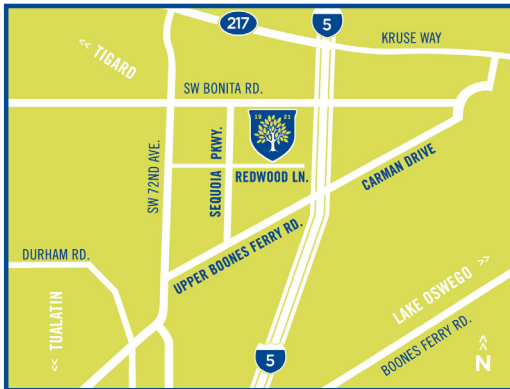 217
5
KRUSE WAY
<< TIGARD
SW BONITA RD.
19 21
SW 72ND AVE.
SEQUOIA PKWY.
REDWOOD LN.
CARMAN DRIVE
UPPER BOONES FERRY RD.
DURHAM RD.
<< TUALATIN
LAKE OSWEGO >>
BOONES FERRY RD.
5
N